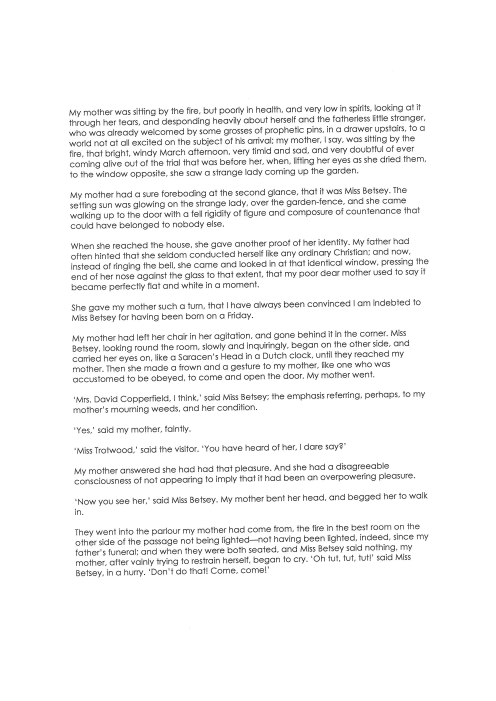 My mother was sitting by the fire, but poorly in health, and very low in spirits, looking at it
through her tears, and desponding heavily about herself and the fatherless little stranger,
who was already welcomed by some grosses of prophetic pins, in a drawer upstairs, to a
world not at all excited on the subject of his arrival; my mother, I say, was sitting by the
fire, that bright, windy March afternoon, very timid and sad, and very doubtful of ever
coming alive out of the trial that was before her, when, lifting her eyes as she dried them,
to the window opposite, she saw a strange lady coming up the garden.
My mother had a sure foreboding at the second glance, that it was Miss Betsey. The
setting sun was glowing on the strange lady, over the garden-fence, and she came
walking up to the door with a fell rigidity of figure and composure of countenance that
could have belonged to nobody else.
When she reached the house, she gave another proof of her identity. My father had
often hinted that she seldom conducted herself like any ordinary Christian; and now,
instead of ringing the bell, she came and looked in at that identical window, pressing the
end of her nose against the glass to that extent, that my poor dear mother used to say it
became perfectly flat and white in a moment.
She gave my mother such a turn, that I have always been convinced I am indebted to
Miss Betsey for having been born on a Friday.
My mother had left her chair in her agitation, and gone behind it in the corner. Miss
Betsey, looking round the room, slowly and inquiringly, began on the other side, and
carried her eyes on, like a Saracen's Head in a Dutch clock, until they reached my
mother. Then she made a frown and a gesture to my mother, like one who was
accustomed to be obeyed, to come and open the door. My mother went.
'Mrs. David Copperfield, I think,' said Miss Betsey; the emphasis referring, perhaps, to my
mother's mourning weeds, and her condition.
'Yes,' said my mother, faintly.
'Miss Trotwood,' said the visitor. 'You have heard of her, I dare say?'
My mother answered she had had that pleasure. And she had a disagreeable
consciousness of not appearing to imply that it had been an overpowering pleasure.
'Now you see her,' said Miss Betsey. My mother bent her head, and begged her to walk
in.
They went into the parlour my mother had come from, the fire in the best room on the
other side of the passage not being lighted—not having been lighted, indeed, since my
father's funeral; and when they were both seated, and Miss Betsey said nothing, my
mother, after vainly trying to restrain herself, began to cry. 'Oh tut, tut, tut!' said Miss
Betsey, in a hurry. 'Don't do that! Come, come!'